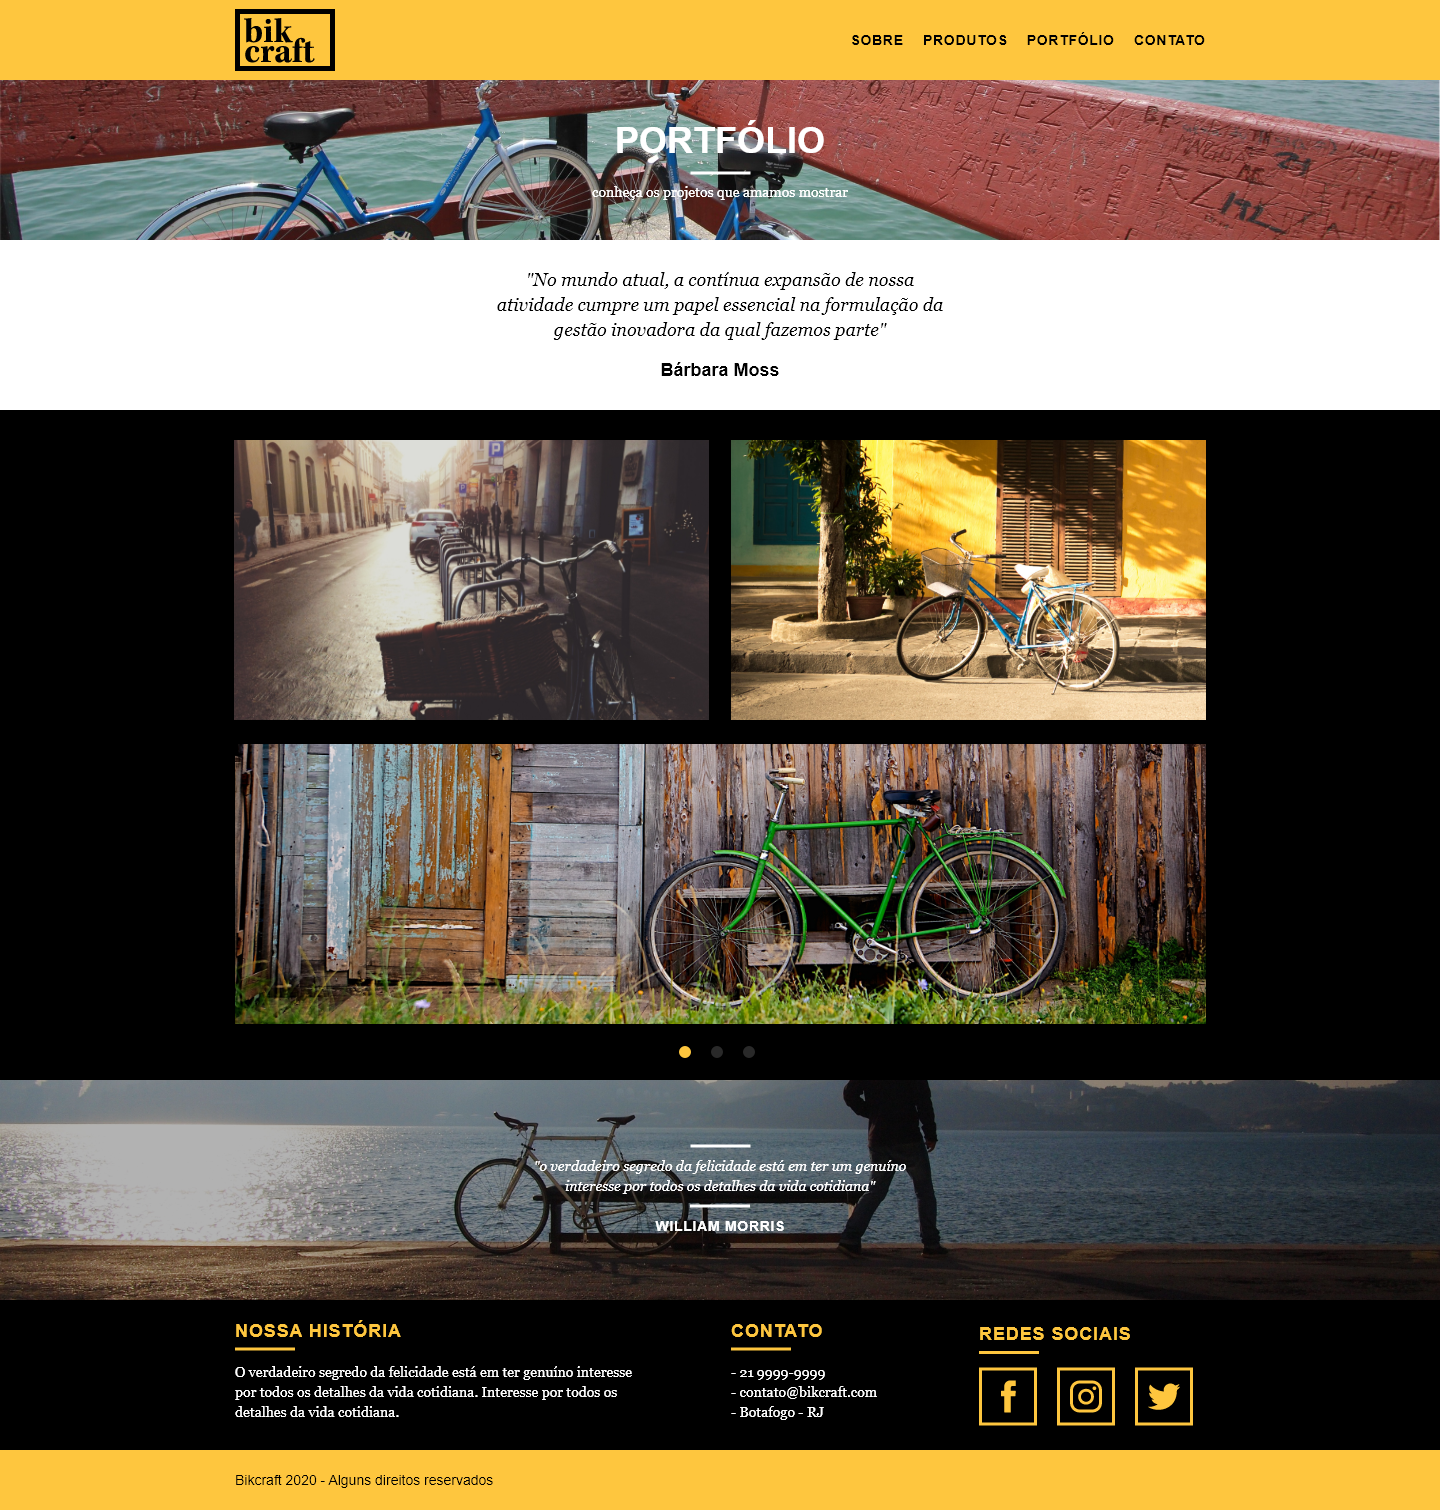 bik
craft
SOBRE PRODUTOS PORTFÓLIO CONTATO
PORTFÓLIO
conheça os projetos que amamos mostrar
"No mundo atual, a contínua expansão de nossa
atividade cumpre um papel essencial na formulação da
gestão inovadora da qual fazemos parte"
Bárbara Moss
P
"o verdadeiro segredo da felicidade está em ter um genuíno
interesse por todos os detalhes da vida cotidiana"
WILLIAM MORRIS
NOSSA HISTÓRIA
O verdadeiro segredo da felicidade está em ter genuíno interesse
por todos os detalhes da vida cotidiana. Interesse por todos os
detalhes da vida cotidiana.
CONTATO
- 21 9999-9999
- contato@bikcraft.com
- Botafogo - RJ
REDES SOCIAIS
Bikcraft 2020 - Alguns direitos reservados